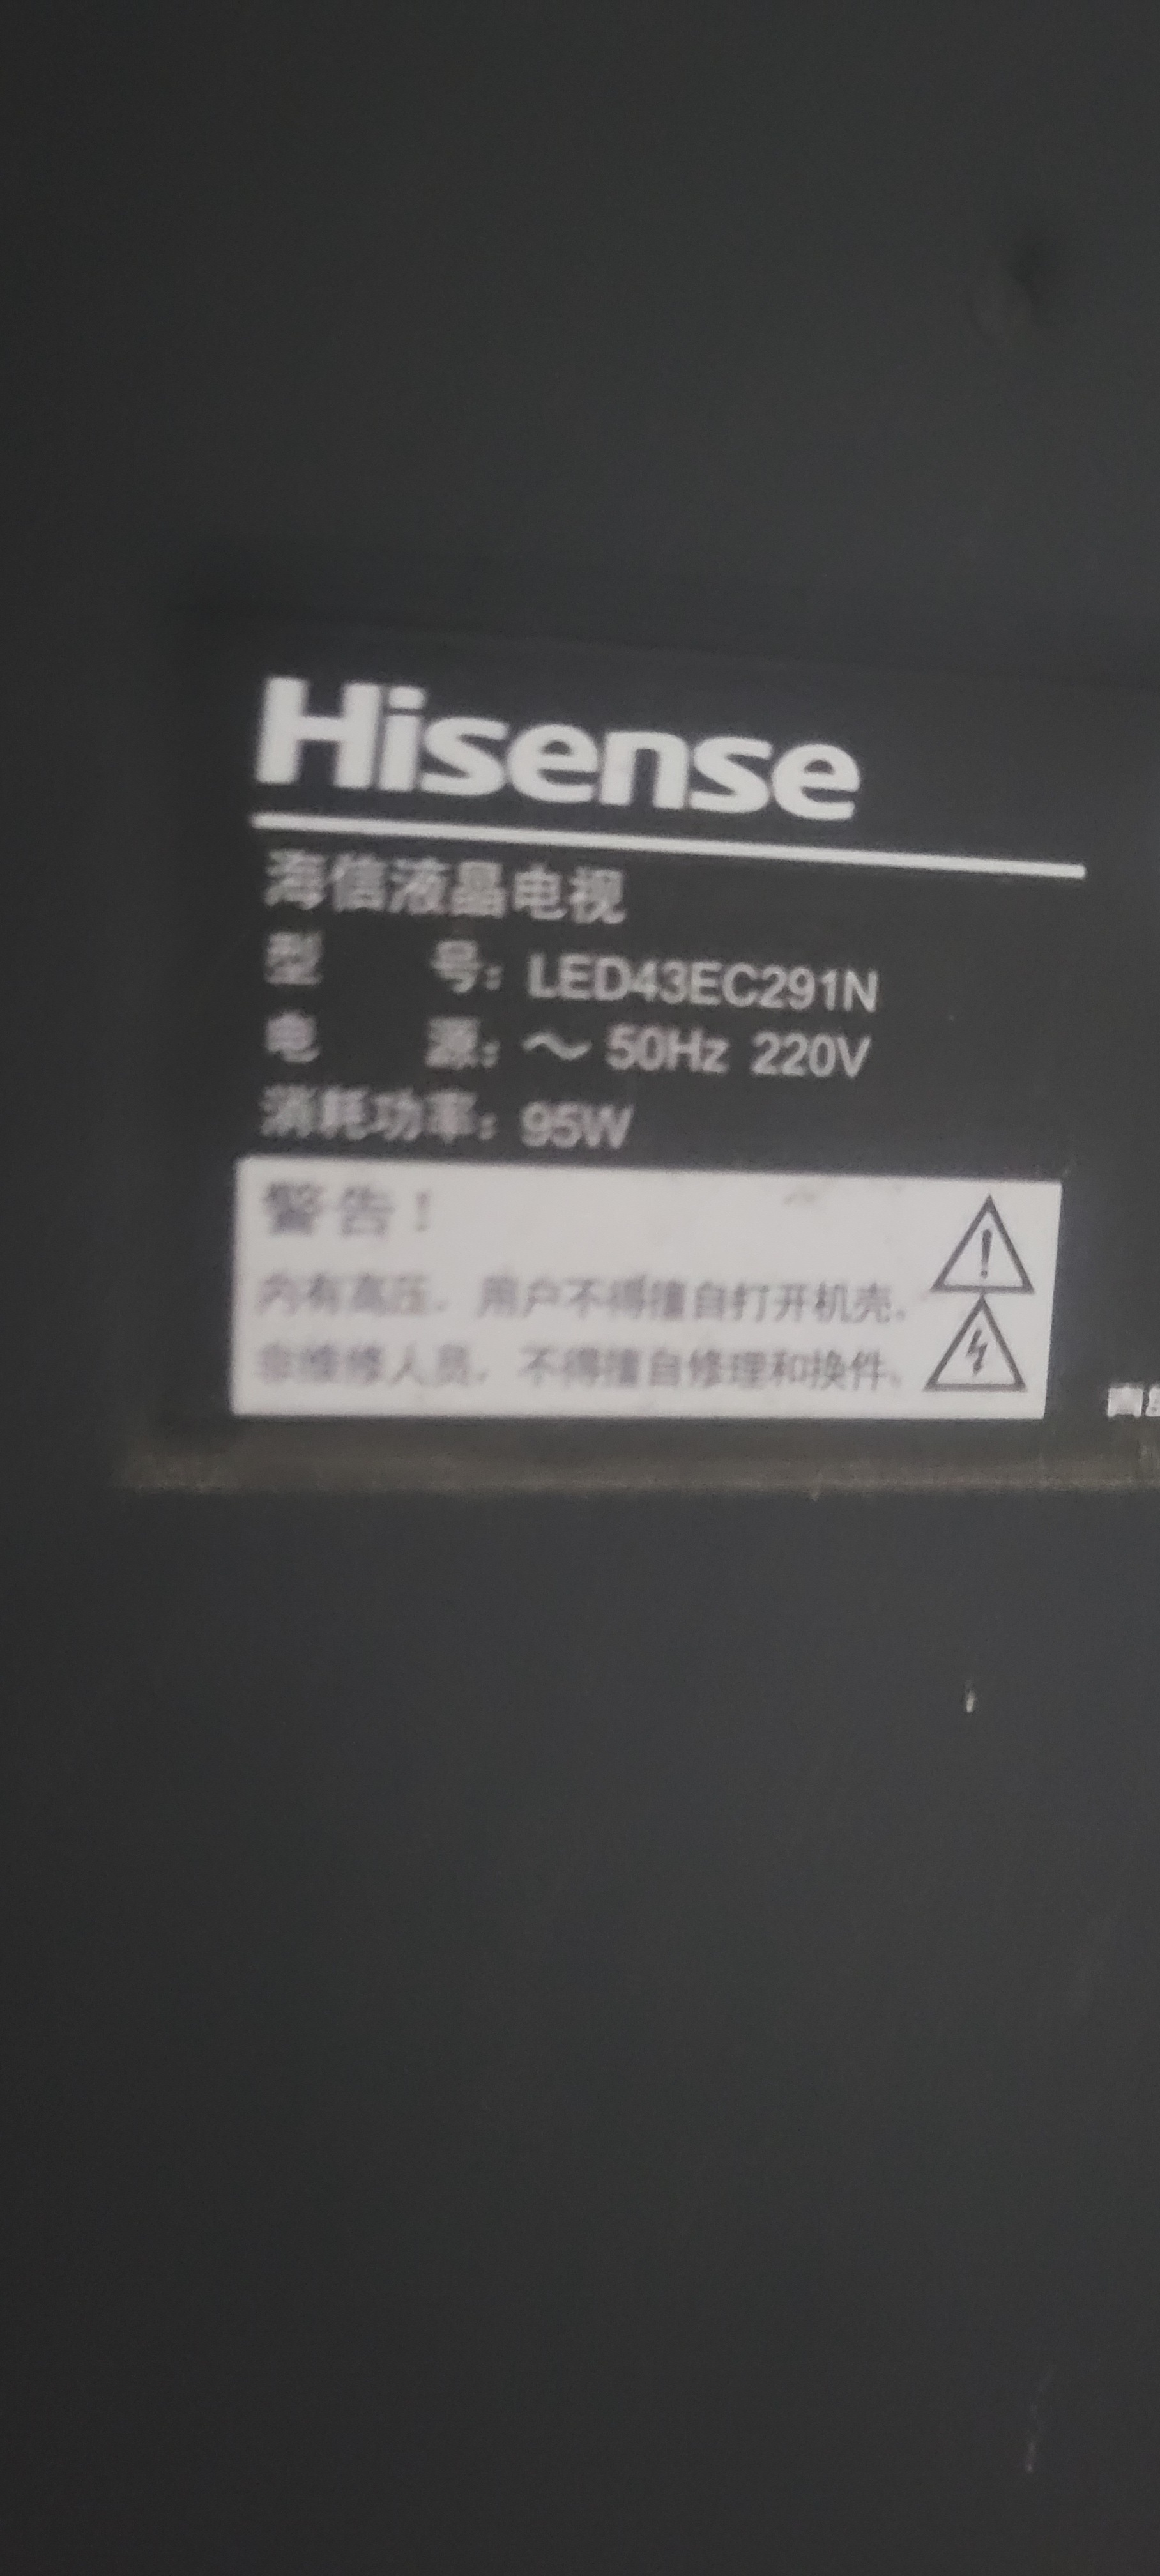 Hisense
海信液晶电视
型 号: LED43EC291N
电 源: ～ 50Hz 220V
消耗功率: 95W
警告！
内有高压，用户不得擅自打开机壳。
非维修人员，不得擅自修理和换件。